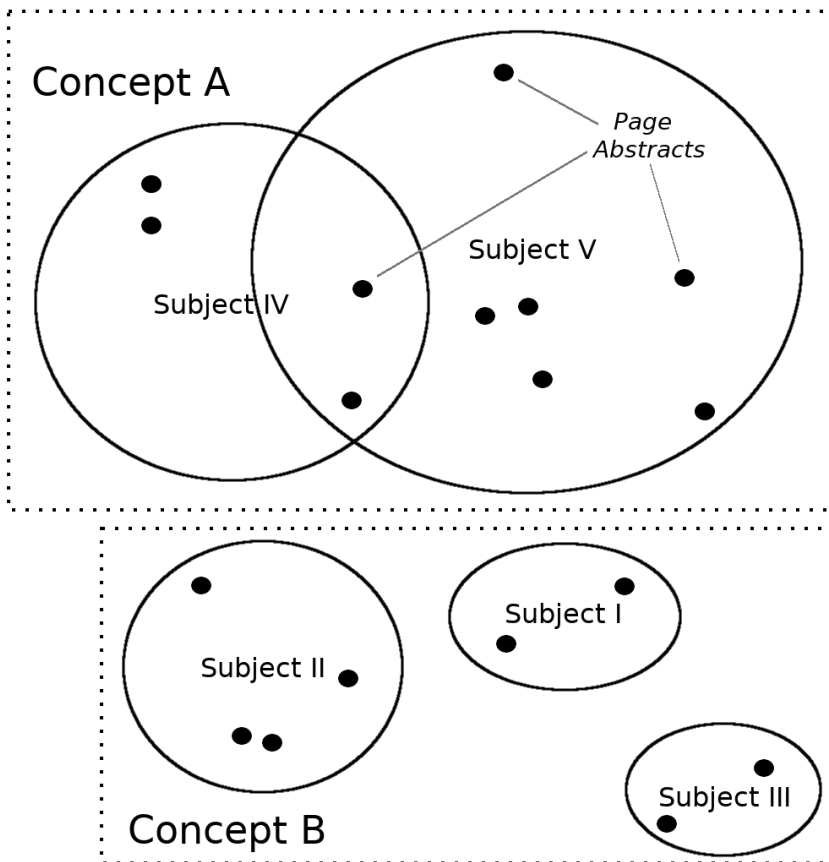 Concept A
Page
Abstracts
Subject V
Subject IV
Subject I
Subject II
Subject III
Concept B